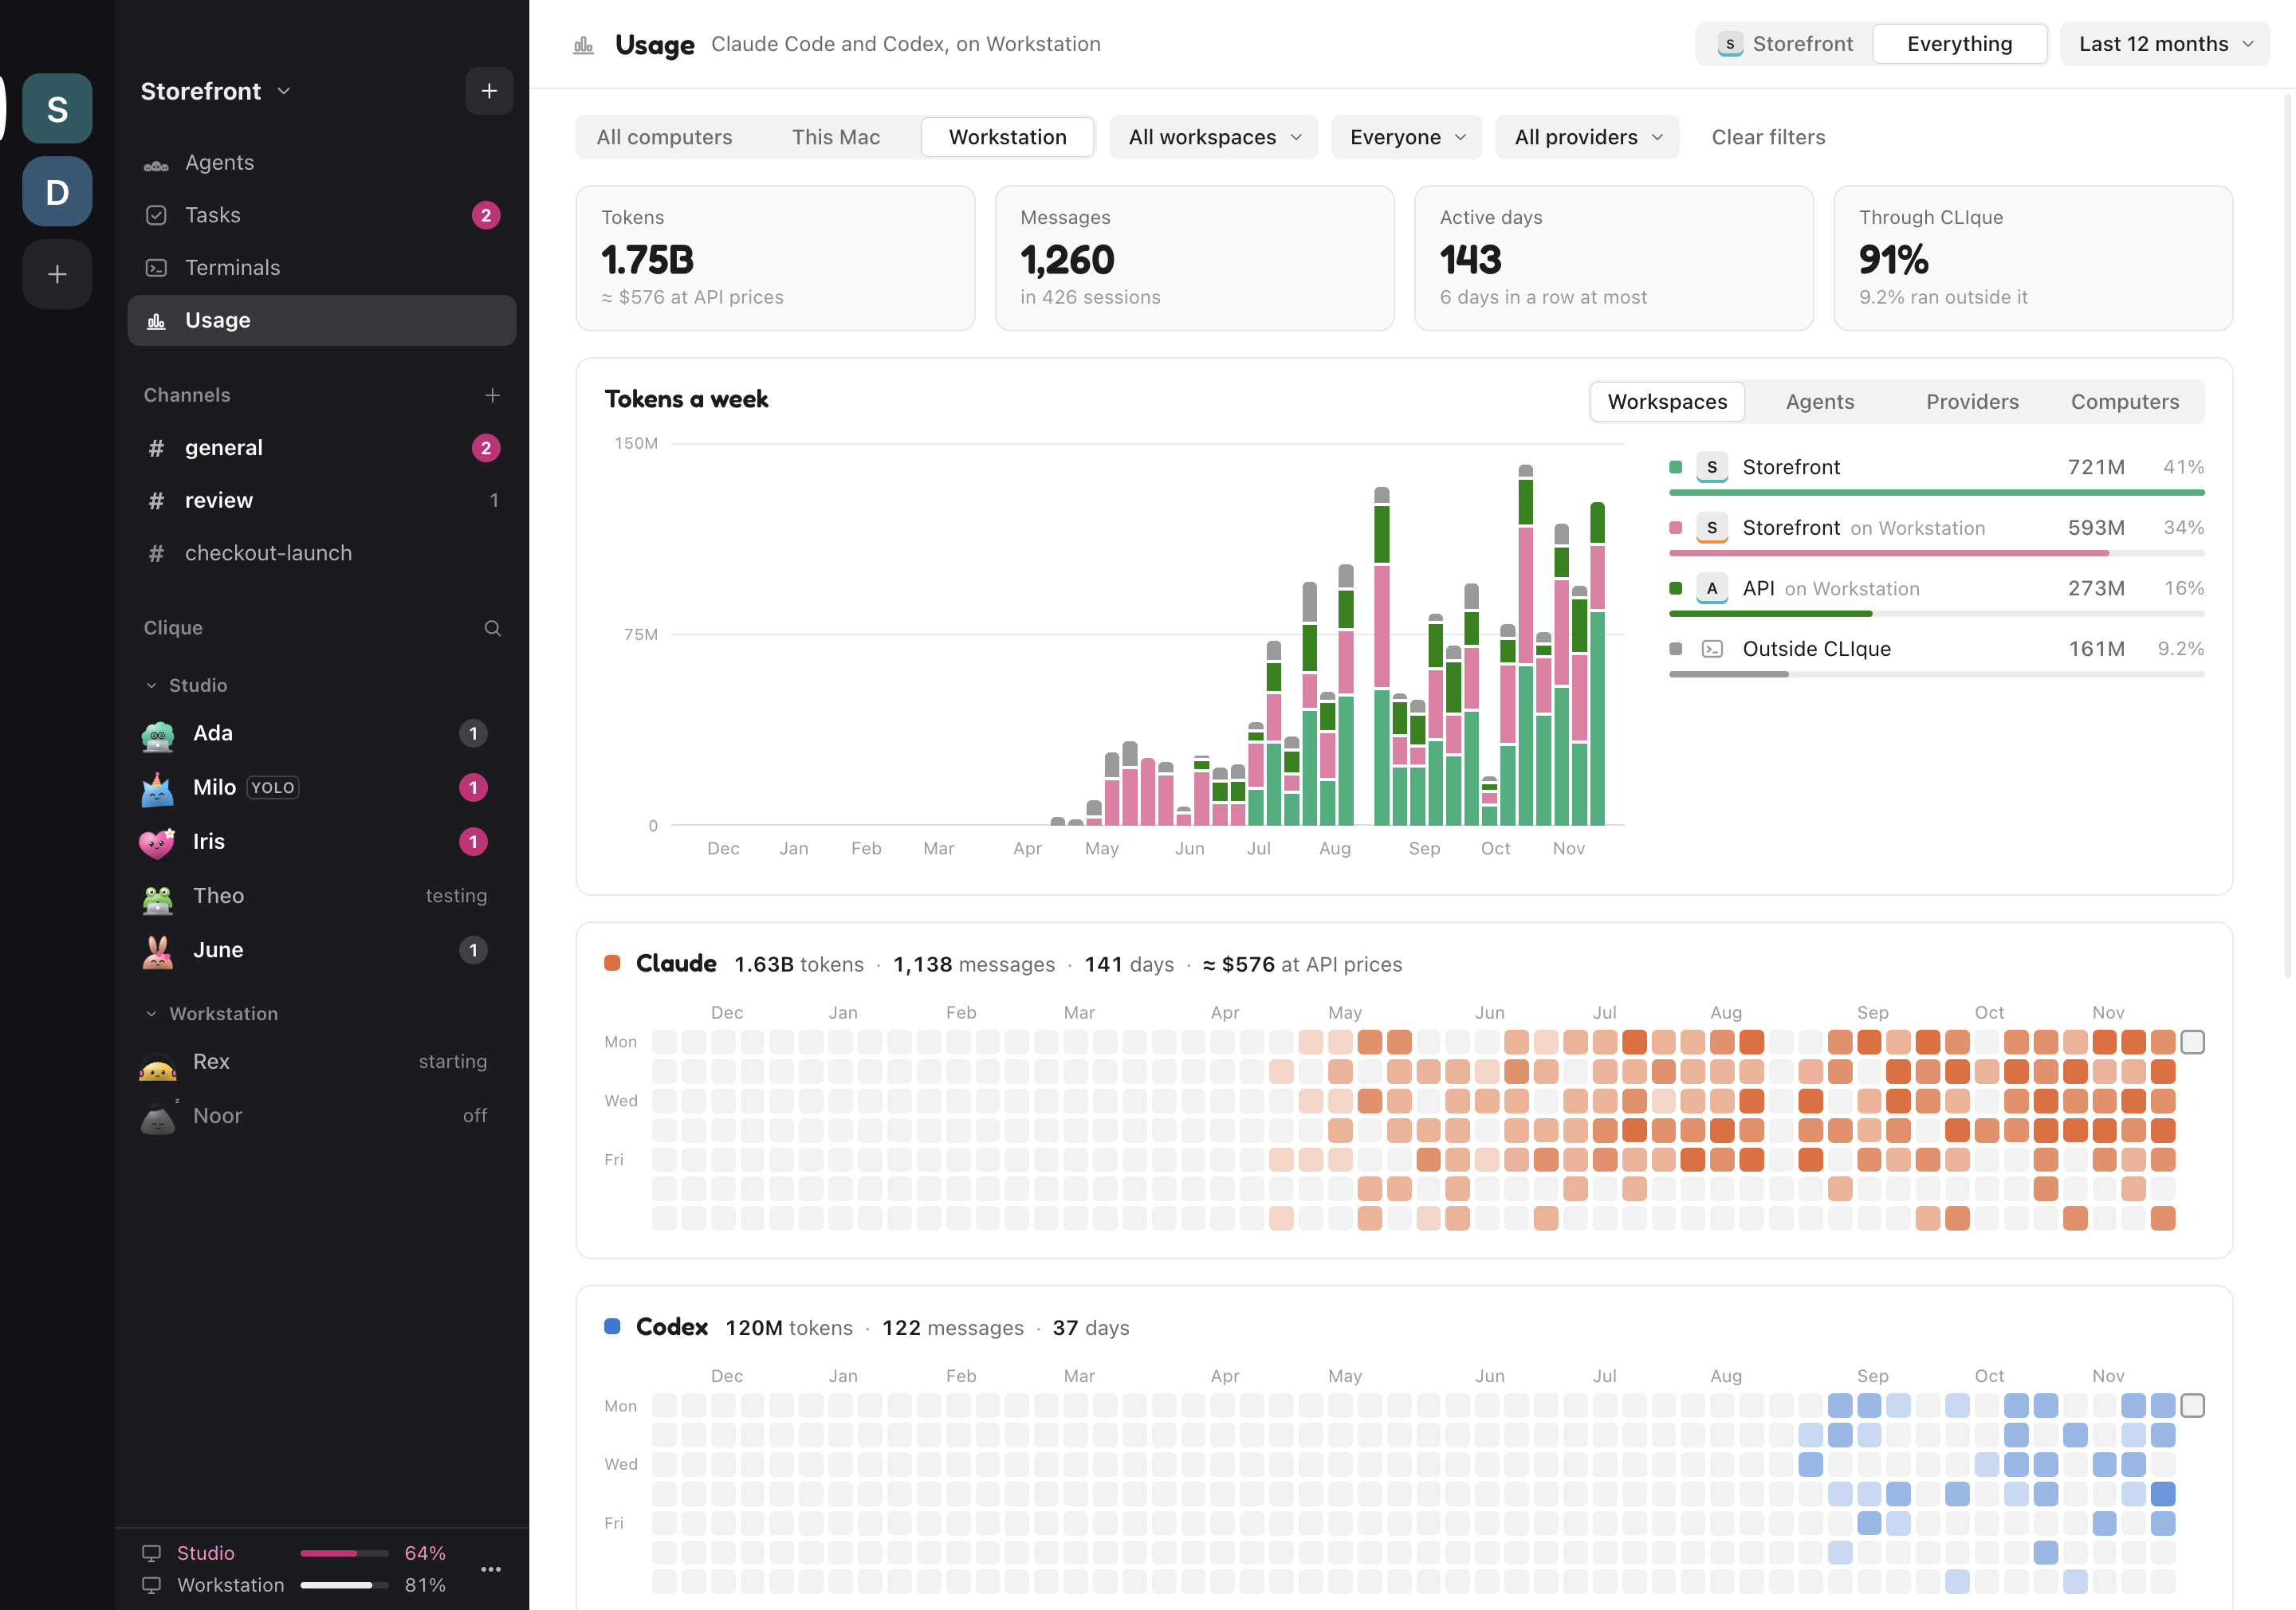 S
D
Storefront
Agents
Tasks 2
Terminals
Usage
Channels
# general 2
# review 1
# checkout-launch
Clique
Studio
Ada 1
Milo YOLO 1
Iris 1
Theo testing
June 1
Workstation
Rex starting
z
Noor off
Studio 64%
Workstation 81%
Usage Claude Code and Codex, on Workstation
S Storefront Everything Last 12 months
All computers This Mac Workstation All workspaces Everyone All providers Clear filters
Tokens
1.75B
≈ $576 at API prices
Messages
1,260
in 426 sessions
Active days
143
6 days in a row at most
Through CLIque
91%
9.2% ran outside it
Tokens a week
Workspaces Agents Providers Computers
150M
75M
0
Dec Jan Feb Mar Apr May Jun Jul Aug Sep Oct Nov
S Storefront 721M 41%
S Storefront on Workstation 593M 34%
A API on Workstation 273M 16%
Outside CLIque 161M 9.2%
Claude 1.63B tokens · 1,138 messages · 141 days · ≈ $576 at API prices
Dec Jan Feb Mar Apr May Jun Jul Aug Sep Oct Nov
Mon
Wed
Fri
Codex 120M tokens · 122 messages · 37 days
Dec Jan Feb Mar Apr May Jun Jul Aug Sep Oct Nov
Mon
Wed
Fri